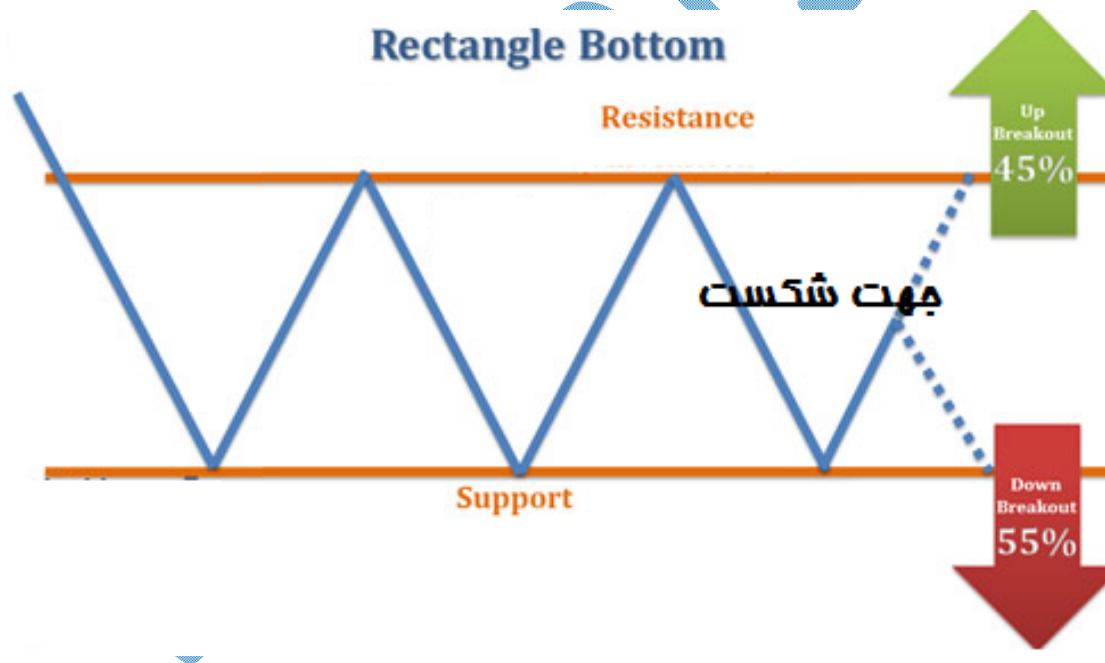 Rectangle Bottom
Resistance
Up
Breakout
45%
جهت شکست
Support
Down
Breakout
55%